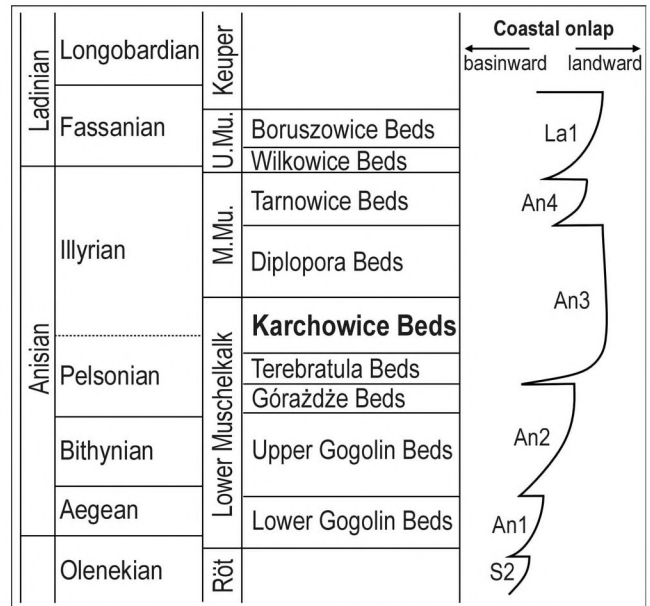 Coastal onlap
basinward landward
Ladinian
Longobardian
Fassanian
Anisian
Illyrian
Pelsonian
Bithynian
Aegean
Olenekian
Keuper
U.Mu.
M.Mu.
Lower Muschelkalk
Röt
Boruszowice Beds
Wilkowice Beds
Tarnowice Beds
Diplopora Beds
Karchowice Beds
Terebratula Beds
Górażdże Beds
Upper Gogolin Beds
Lower Gogolin Beds
La1
An4
An3
An2
An1
S2